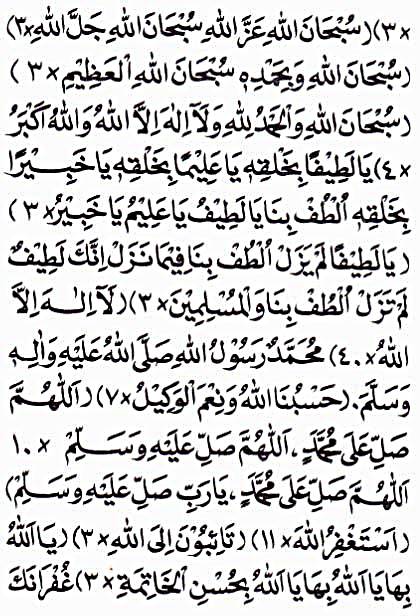 ×٣)(سُبْحَانَ اللهِ عَزَّ اللهِ سُبْحَانَ اللهِ جَلَّ اللهِ×٣)
(سُبْحَانَ اللهِ وَبِحَمْدِهِ سُبْحَانَ اللهِ الْعَظِيْمِ ×٣)
(سُبْحَانَ اللهِ وَالْحَمْدُ لِلهِ وَلَآ اِلٰهَ اِلَّا اللهُ وَاللهُ اَكْبَرُ
×٤) يَا لَطِيْفًا بِخَلْقِهِ يَا عَلِيْمًا بِخَلْقِهِ يَا خَبِيْرًا
بِخَلْقِهِ اُلْطُفْ بِنَا يَا لَطِيْفُ يَا عَلِيْمُ يَا خَبِيْرُ×٣)
(يَا لَطِيْفًا لَمْ يَزَلْ اُلْطُفْ بِنَا فِيْمَا نَزَلْ اِنَّكَ لَطِيْفٌ
لَمْ تَزَلْ اُلْطُفْ بِنَا وَالْمُسْلِمِيْنَ×٣)(لَآ اِلٰهَ اِلَّا
اللهُ×٤٠) مُحَمَّدٌ رَسُوْلُ اللهِ صَلَّى اللهُ عَلَيْهِ وَاٰلِهِ
وَسَلَّمَ. (حَسْبُنَا اللهُ وَنِعْمَ الْوَكِيْلُ×٧)(اَللّٰهُمَّ
صَلِّ عَلَى مُحَمَّدٍ، اَللّٰهُمَّ صَلِّ عَلَيْهِ وَسَلِّمْ ×١٠
اَللّٰهُمَّ صَلِّ عَلَى مُحَمَّدٍ، يَارَبِّ صَلِّ عَلَيْهِ وَسَلِّمْ)
(اَسْتَغْفِرُ اللهَ×١١)(تَائِبُوْنَ اِلَى اللهِ×٣)(يَا اَللهُ
بِهَا يَا اَللهُ بِهَا يَا اَللهُ بِحُسْنِ الْخَاتِمَةِ×٣) غُفْرَانَكَ